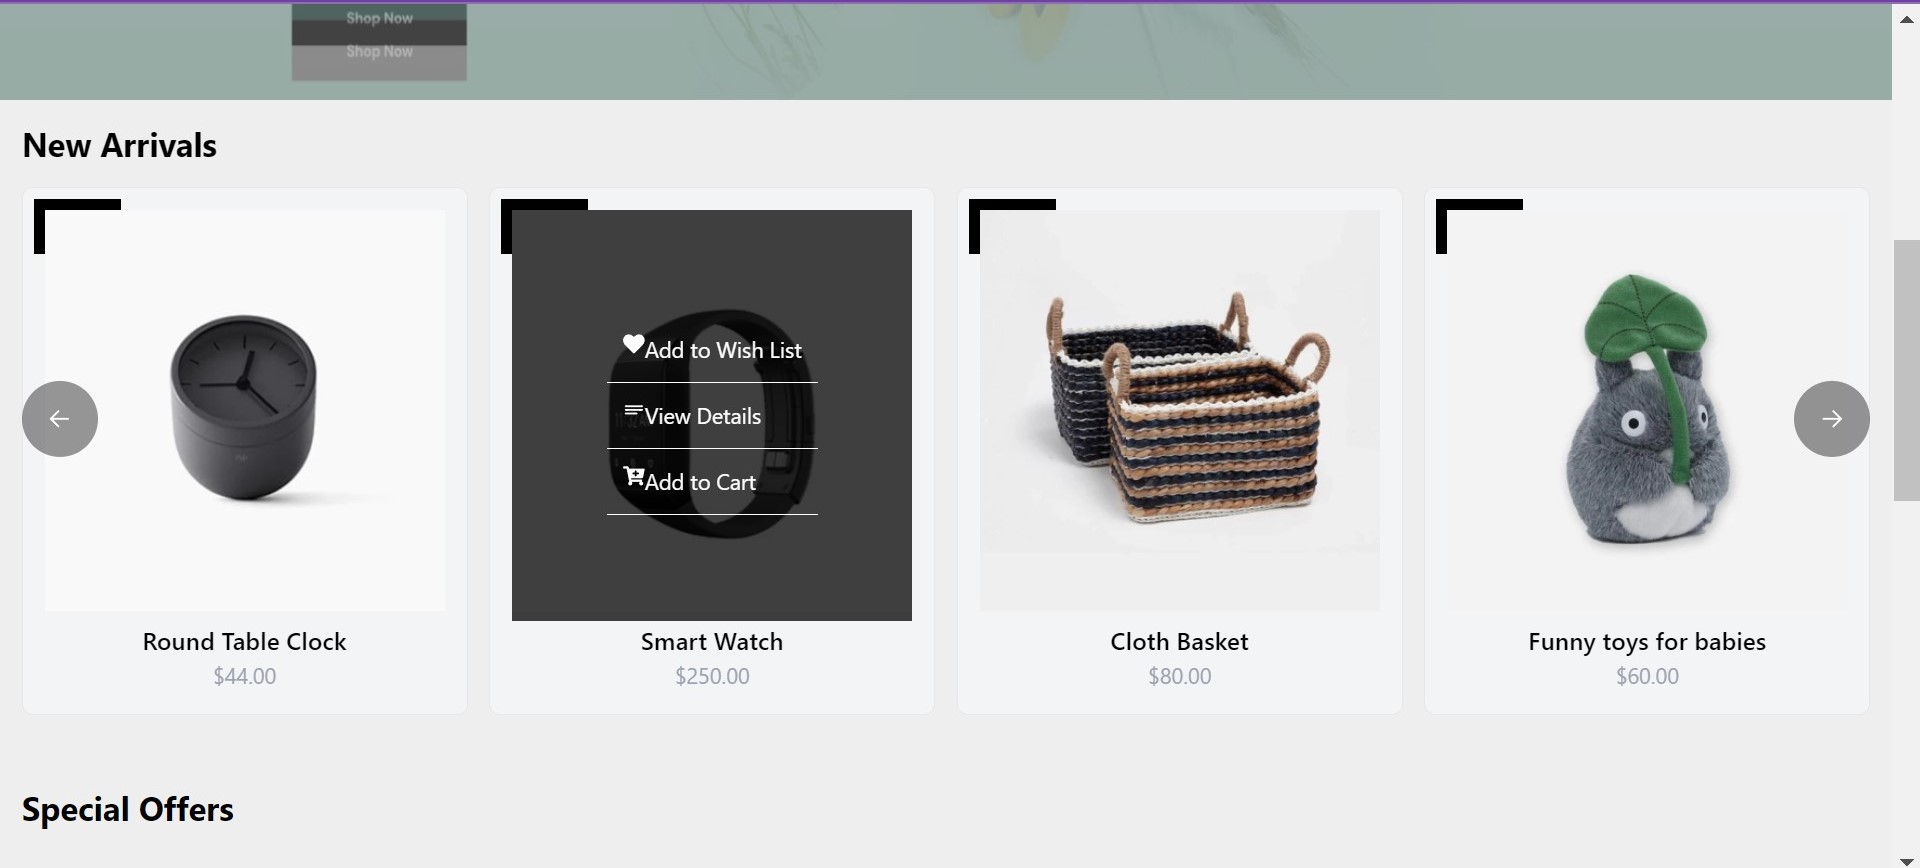 Shop Now
Shop Now
New Arrivals
Add to Wish List
View Details
Add to Cart
Round Table Clock
$44.00
Smart Watch
$250.00
Cloth Basket
$80.00
Funny toys for babies
$60.00
Special Offers